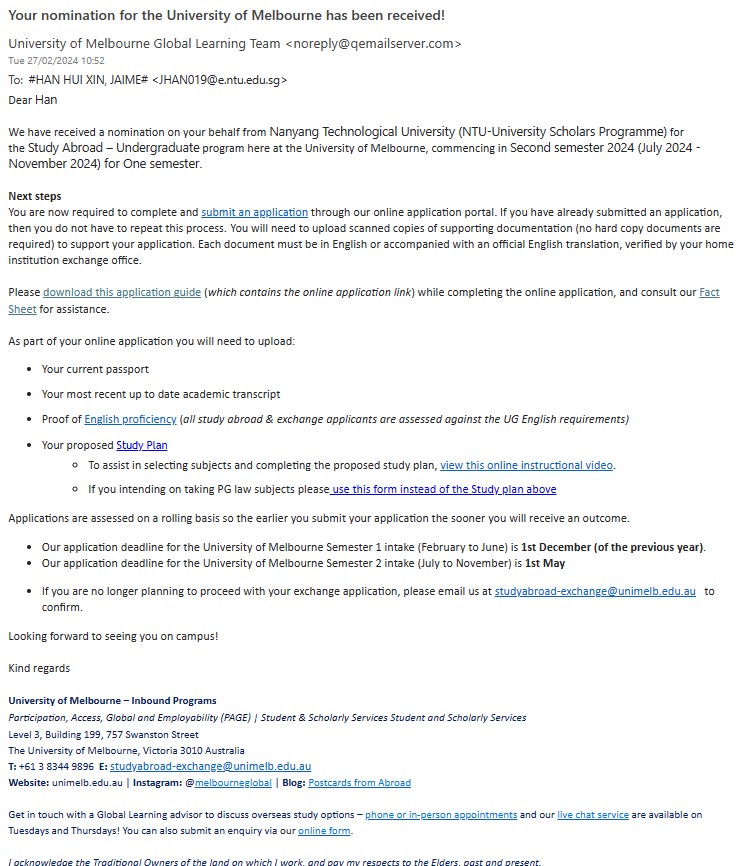 Your nomination for the University of Melbourne has been received!
University of Melbourne Global Learning Team <noreply@qemailserver.com>
Tue 27/02/2024 10:52
To: #HAN HUI XIN, JAIME# <JHAN019@e.ntu.edu.sg>
Dear Han
We have received a nomination on your behalf from Nanyang Technological University (NTU-University Scholars Programme) for
the Study Abroad – Undergraduate program here at the University of Melbourne, commencing in Second semester 2024 (July 2024 -
November 2024) for One semester.
Next steps
You are now required to complete and submit an application through our online application portal. If you have already submitted an application,
then you do not have to repeat this process. You will need to upload scanned copies of supporting documentation (no hard copy documents are
required) to support your application. Each document must be in English or accompanied with an official English translation, verified by your home
institution exchange office.
Please download this application guide (which contains the online application link) while completing the online application, and consult our Fact
Sheet for assistance.
As part of your online application you will need to upload:
• Your current passport
• Your most recent up to date academic transcript
• Proof of English proficiency (all study abroad & exchange applicants are assessed against the UG English requirements)
• Your proposed Study Plan
○ To assist in selecting subjects and completing the proposed study plan, view this online instructional video.
○ If you intending on taking PG law subjects please use this form instead of the Study plan above
Applications are assessed on a rolling basis so the earlier you submit your application the sooner you will receive an outcome.
• Our application deadline for the University of Melbourne Semester 1 intake (February to June) is 1st December (of the previous year).
• Our application deadline for the University of Melbourne Semester 2 intake (July to November) is 1st May
• If you are no longer planning to proceed with your exchange application, please email us at studyabroad-exchange@unimelb.edu.au to
confirm.
Looking forward to seeing you on campus!
Kind regards
University of Melbourne – Inbound Programs
Participation, Access, Global and Employability (PAGE) | Student & Scholarly Services Student and Scholarly Services
Level 3, Building 199, 757 Swanston Street
The University of Melbourne, Victoria 3010 Australia
T: +61 3 8344 9896 E: studyabroad-exchange@unimelb.edu.au
Website: unimelb.edu.au | Instagram: @melbourneglobal | Blog: Postcards from Abroad
Get in touch with a Global Learning advisor to discuss overseas study options – phone or in-person appointments and our live chat service are available on
Tuesdays and Thursdays! You can also submit an enquiry via our online form.
I acknowledge the Traditional Owners of the land on which I work, and pay my respects to the Elders, past and present.